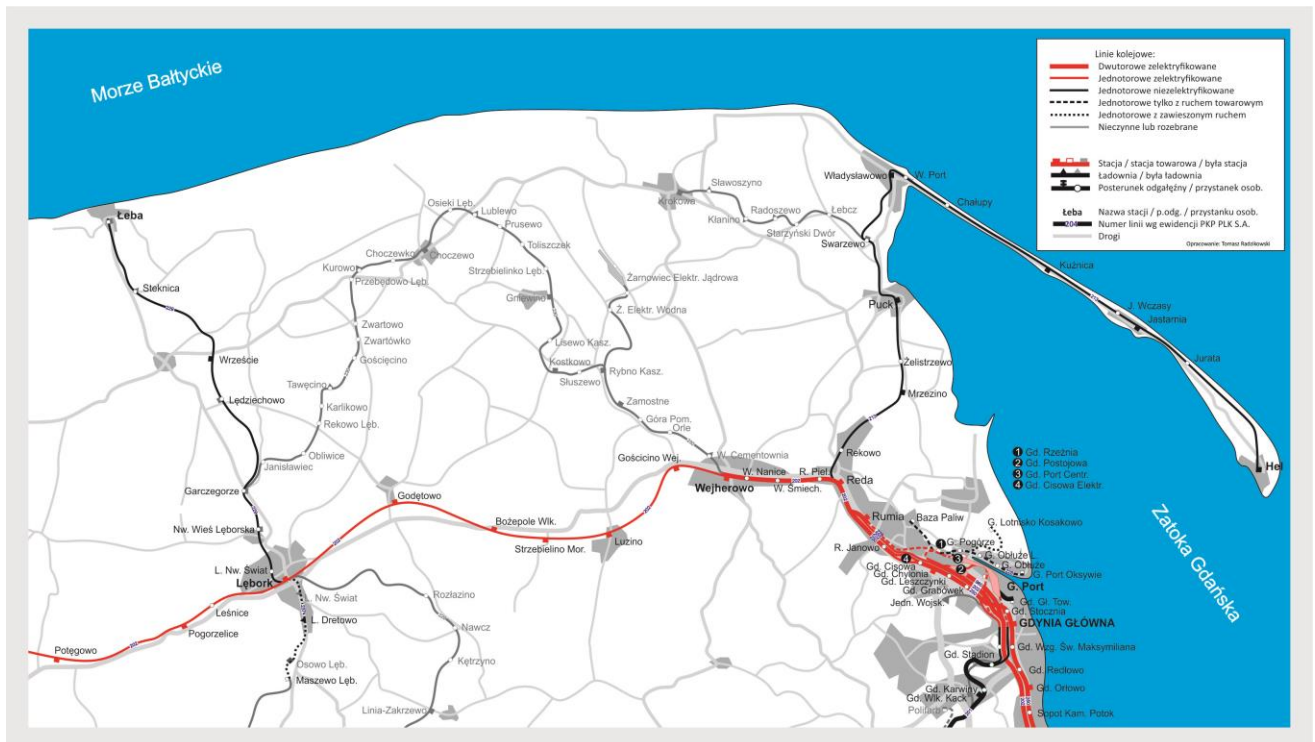 Morze Bałtyckie
Linie kolejowe:
Dwutorowe zelektryfikowane
Jednotorowe zelektryfikowane
Jednotorowe niezelektryfikowane
Jednotorowe tylko z ruchem towarowym
Jednotorowe z zawieszonym ruchem
Nieczynne lub rozebrane
Stacja / stacja towarowa / była stacja
Ładownia / była ładownia
Posterunek odgałęźny / przystanek osob.
Łeba Nazwa stacji / p.odg. / przystanku osob.
204 Numer linii wg ewidencji PKP PLK S.A.
Drogi
Opracowanie: Tomasz Radziłowski
Łeba
Steknica
Wrzeście
Lędziechowo
Janisławiec
Garczegorze
Nw. Wieś Lęborska
L. Nw. Świat
Lębork
Leśnice
Pogorzelice
Potęgowo
L. Nw. Świat
L. Dretowo
Osowo Lęb.
Maszewo Lęb.
Rozłazino
Nawcz
Kętrzyno
Linia-Zakrzewo
Osieki Lęb.
Lublewo
Prusewo
Toliszczek
Choczewko
Choczewo
Kurowo
Przebędowo Lęb.
Strzebielinko Lęb.
Gniewino
Zwartowo
Zwartówko
Gościęcino
Tawęcino
Karlikowo
Rekowo Lęb.
Obliwice
Lisewo Kasz.
Kostkowo
Słuszewo
Rybno Kasz.
Zamostne
Góra Pom.
Orle
Żarnowiec Elektr. Jądrowa
Ż. Elektr. Wodna
Krokowa
Sławoszyno
Kłanino
Radoszewo
Starzyński Dwór
Łebcz
Swarzewo
Władysławowo
W. Port
Chałupy
Kuźnica
J. Wczasy
Jastarnia
Jurata
Hel
Puck
Żelistrzewo
Mrzezino
Rekowo
Godętowo
Bożepole Wlk.
Strzebielino Mor.
Luzino
Gościcino Wej.
W. Cementownia
Wejherowo
W. Nanice
W. Śmiech.
R. Piel.
Reda
Rumia
Baza Paliw
R. Janowo
G. Lotnisko Kosakowo
G. Pogórze
G. Obłuże L.
G. Obłuże
G. Port Oksywie
Gd. Cisowa
Gd. Chylonia
Gd. Leszczynki
Gd. Grabówek
Jedn. Wojsk.
G. Port
Gd. Gł. Tow.
Gd. Stocznia
GDYNIA GŁÓWNA
Gd. Wzg. Św. Maksymiliana
Gd. Stadion
Gd. Redłowo
Gd. Karwiny
Gd. Wlk. Kack
Gd. Orłowo
Sopot Kam. Potok
1 Gd. Rzeźnia
2 Gd. Postojowa
3 Gd. Port Centr.
4 Gd. Cisowa Elektr.
Zatoka Gdańska